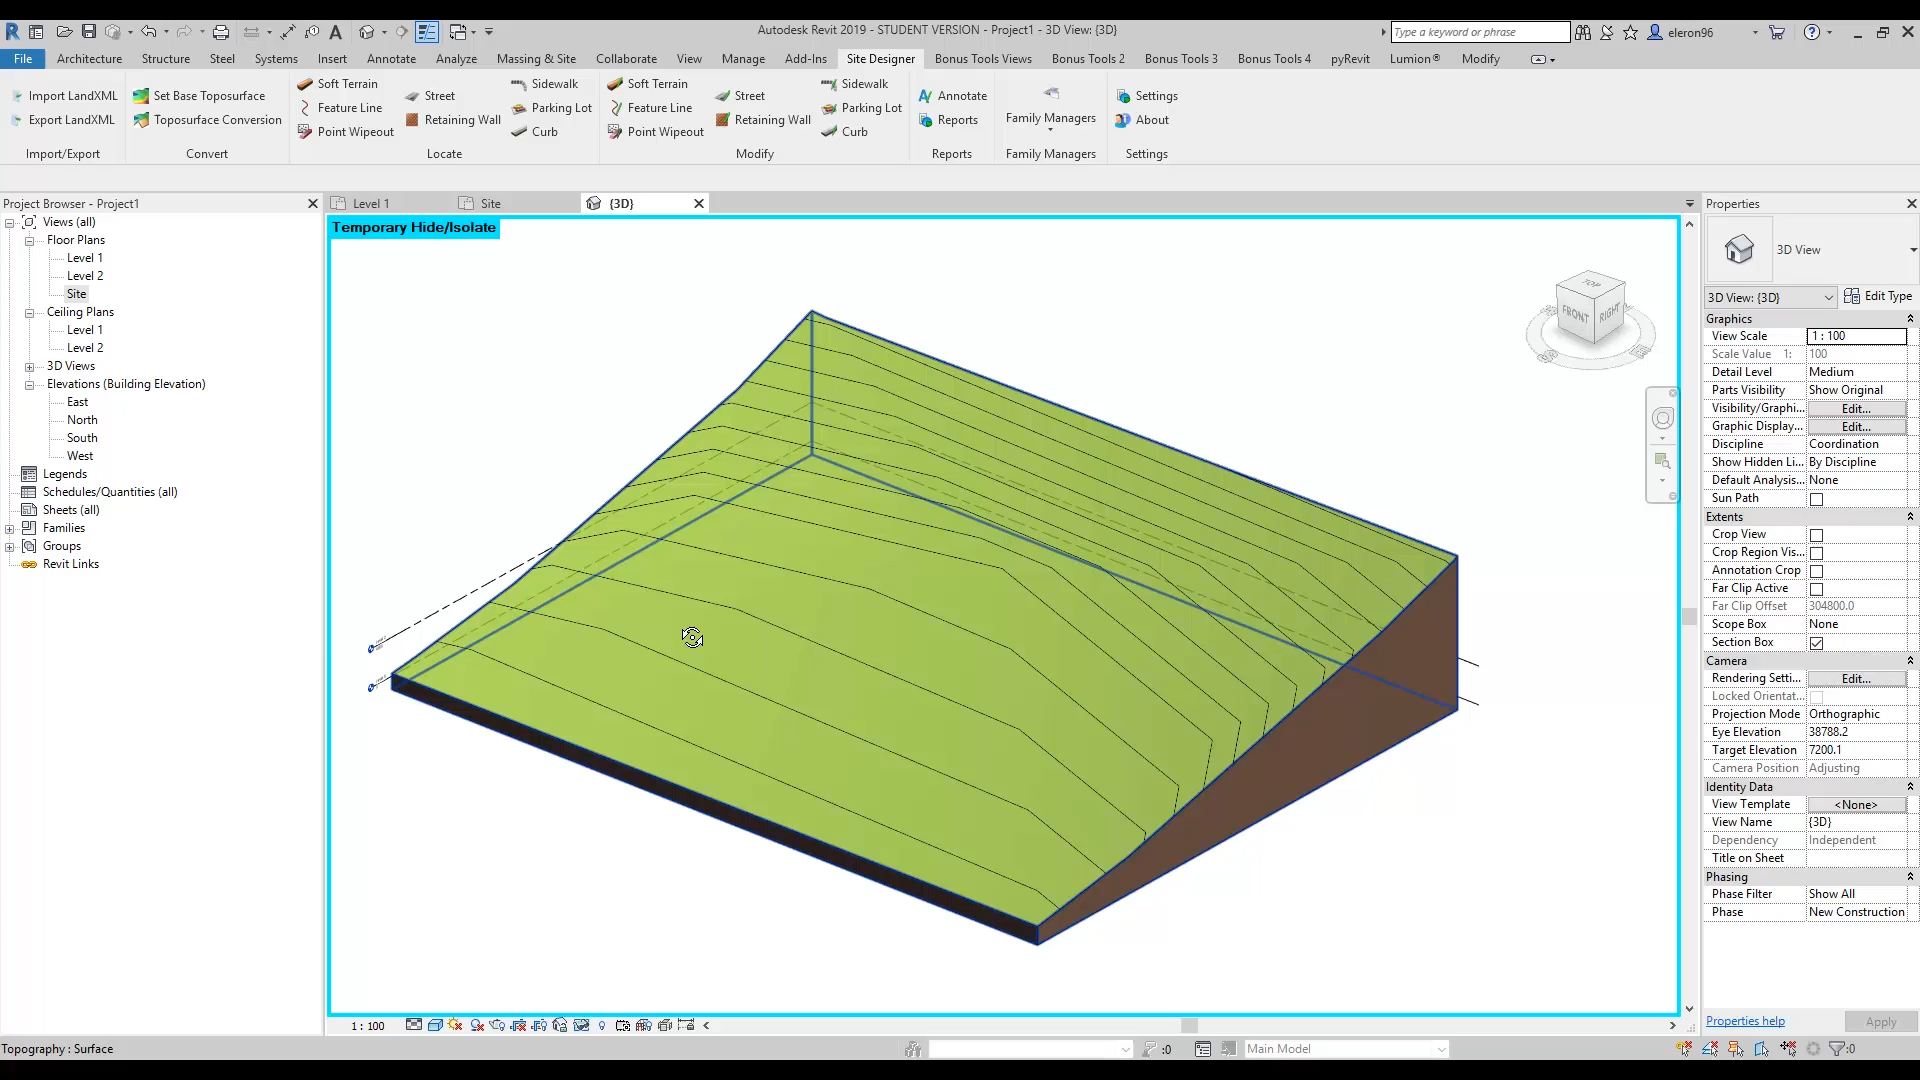 Autodesk Revit 2019 - STUDENT VERSION - Project1 - 3D View: {3D}
Type a keyword or phrase
eleron96
File Architecture Structure Steel Systems Insert Annotate Analyze Massing & Site Collaborate View Manage Add-Ins Site Designer Bonus Tools Views Bonus Tools 2 Bonus Tools 3 Bonus Tools 4 pyRevit Lumion® Modify
Import LandXML
Export LandXML
Import/Export
Set Base Toposurface
Toposurface Conversion
Convert
Soft Terrain
Feature Line
Point Wipeout
Street
Retaining Wall
Sidewalk
Parking Lot
Curb
Locate
Soft Terrain
Feature Line
Point Wipeout
Street
Retaining Wall
Sidewalk
Parking Lot
Curb
Modify
Annotate
Reports
Reports
Family Managers
Family Managers
Settings
About
Settings
Project Browser - Project1
Views (all)
Floor Plans
Level 1
Level 2
Site
Ceiling Plans
Level 1
Level 2
3D Views
Elevations (Building Elevation)
East
North
South
West
Legends
Schedules/Quantities (all)
Sheets (all)
Families
Groups
Revit Links
Level 1
Site
{3D}
Temporary Hide/Isolate
TOP
FRONT
RIGHT
Properties
3D View
3D View: {3D}
Edit Type
Graphics
View Scale 1 : 100
Scale Value 1: 100
Detail Level Medium
Parts Visibility Show Original
Visibility/Graphi... Edit...
Graphic Display... Edit...
Discipline Coordination
Show Hidden Li... By Discipline
Default Analysis... None
Sun Path
Extents
Crop View
Crop Region Vis...
Annotation Crop
Far Clip Active
Far Clip Offset 304800.0
Scope Box None
Section Box
Camera
Rendering Setti... Edit...
Locked Orientat...
Projection Mode Orthographic
Eye Elevation 38788.2
Target Elevation 7200.1
Camera Position Adjusting
Identity Data
View Template <None>
View Name {3D}
Dependency Independent
Title on Sheet
Phasing
Phase Filter Show All
Phase New Construction
Properties help
Apply
1 : 100
Topography : Surface
:0
Main Model
:0